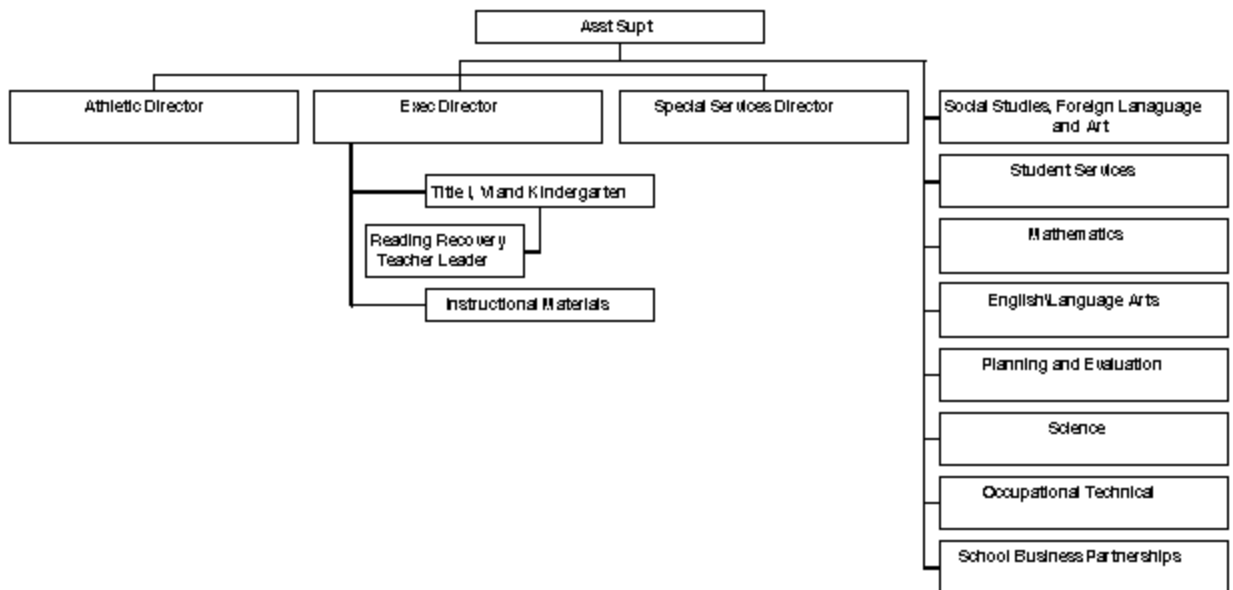 Asst Supt
Athletic Director
Exec Director
Special Services Director
Title I, VI and Kindergarten
Reading Recovery
Teacher Leader
Instructional Materials
Social Studies, Foreign Lanaguage
and Art
Student Services
Mathematics
English\Language Arts
Planning and Evaluation
Science
Occupational Technical
School Business Partnerships